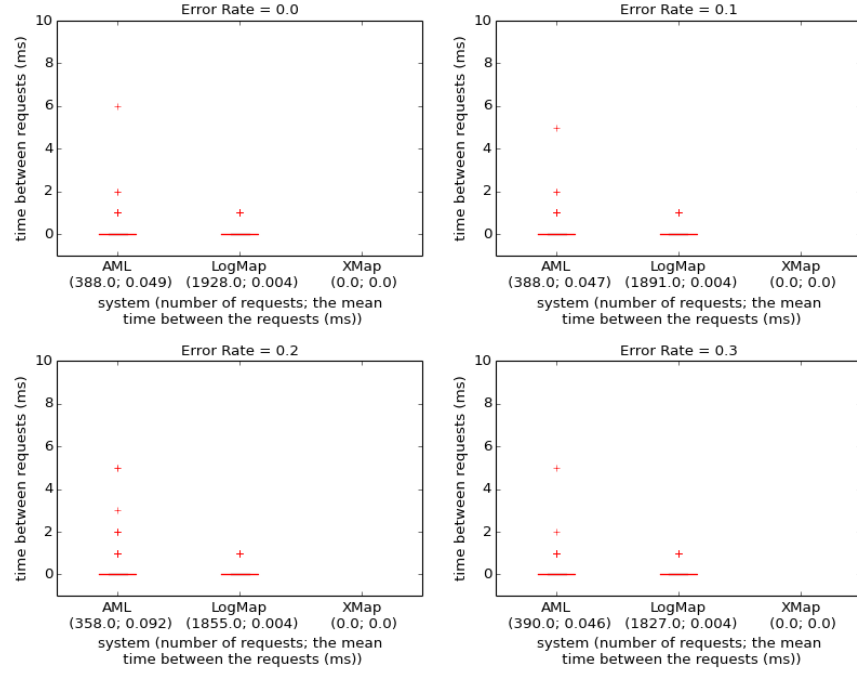 Error Rate = 0.0
10
8
6
4
2
0
time between requests (ms)
AML LogMap XMap
(388.0; 0.049) (1928.0; 0.004) (0.0; 0.0)
system (number of requests; the mean
time between the requests (ms))
Error Rate = 0.1
10
8
6
4
2
0
time between requests (ms)
AML LogMap XMap
(388.0; 0.047) (1891.0; 0.004) (0.0; 0.0)
system (number of requests; the mean
time between the requests (ms))
Error Rate = 0.2
10
8
6
4
2
0
time between requests (ms)
AML LogMap XMap
(358.0; 0.092) (1855.0; 0.004) (0.0; 0.0)
system (number of requests; the mean
time between the requests (ms))
Error Rate = 0.3
10
8
6
4
2
0
time between requests (ms)
AML LogMap XMap
(390.0; 0.046) (1827.0; 0.004) (0.0; 0.0)
system (number of requests; the mean
time between the requests (ms))